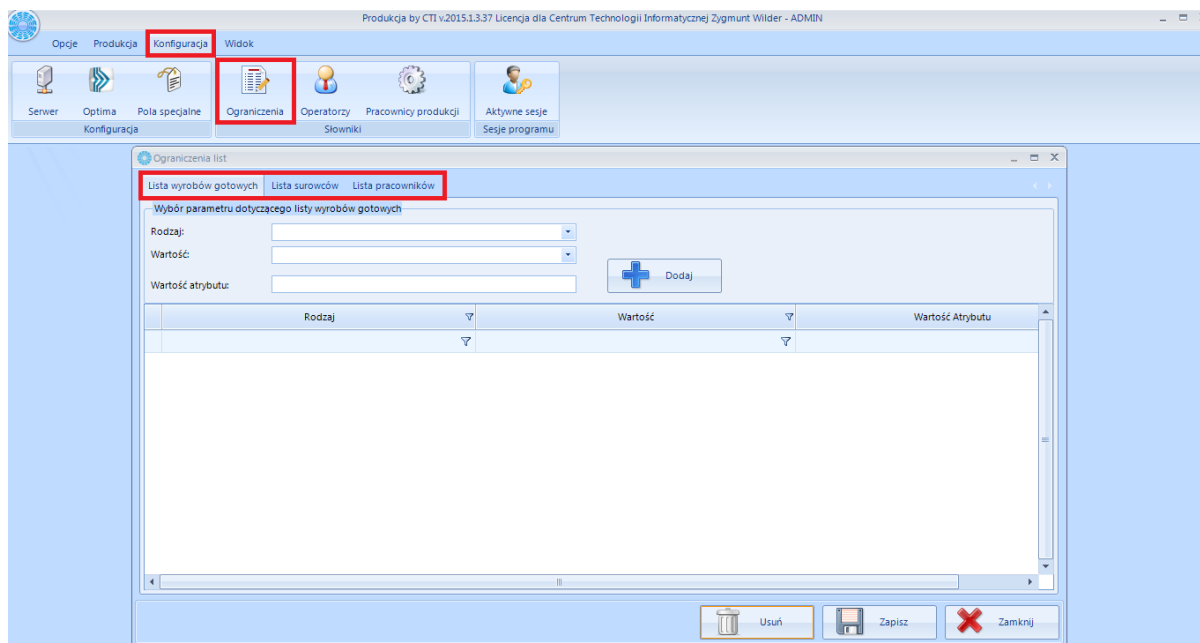 Produkcja by CTI v.2015.1.3.37 Licencja dla Centrum Technologii Informatycznej Zygmunt Wilder - ADMIN
Opcje Produkcja Konfiguracja Widok
Serwer Optima Pola specjalne Ograniczenia Operatorzy Pracownicy produkcji Aktywne sesje
Konfiguracja Słowniki Sesje programu
Ograniczenia list
Lista wyrobów gotowych Lista surowców Lista pracowników
Wybór parametru dotyczącego listy wyrobów gotowych
Rodzaj:
Wartość:
Dodaj
Wartość atrybutu:
Rodzaj Wartość Wartość Atrybutu
Usuń Zapisz Zamknij